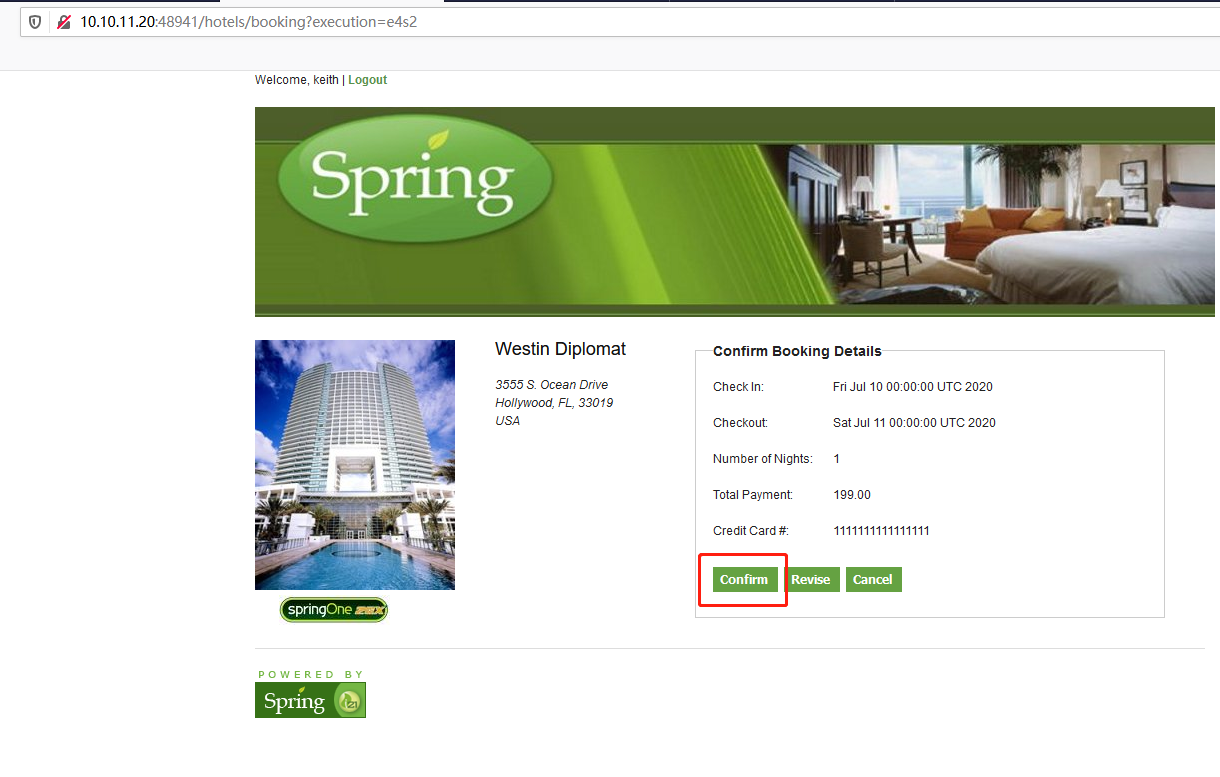 10.10.11.20:48941/hotels/booking?execution=e4s2
Welcome, keith | Logout
Spring
Westin Diplomat
3555 S. Ocean Drive
Hollywood, FL, 33019
USA
Confirm Booking Details
Check In: Fri Jul 10 00:00:00 UTC 2020
Checkout: Sat Jul 11 00:00:00 UTC 2020
Number of Nights: 1
Total Payment: 199.00
Credit Card #: 1111111111111111
Confirm Revise Cancel
springOne 2GX
POWERED BY
Spring